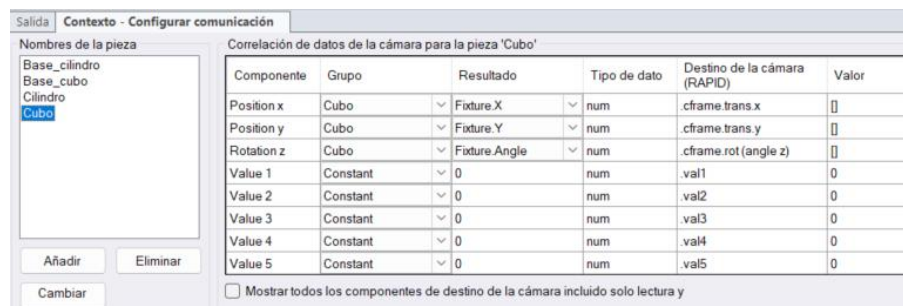 Salida Contexto - Configurar comunicación
Nombres de la pieza
Base_cilindro
Base_cubo
Cilindro
Cubo
Añadir Eliminar
Cambiar
Correlación de datos de la cámara para la pieza 'Cubo'
Componente Grupo Resultado Tipo de dato Destino de la cámara (RAPID) Valor
Position x Cubo Fixture.X num .cframe.trans.x []
Position y Cubo Fixture.Y num .cframe.trans.y []
Rotation z Cubo Fixture.Angle num .cframe.rot (angle z) []
Value 1 Constant 0 num .val1 0
Value 2 Constant 0 num .val2 0
Value 3 Constant 0 num .val3 0
Value 4 Constant 0 num .val4 0
Value 5 Constant 0 num .val5 0
Mostrar todos los componentes de destino de la cámara incluido solo lectura y